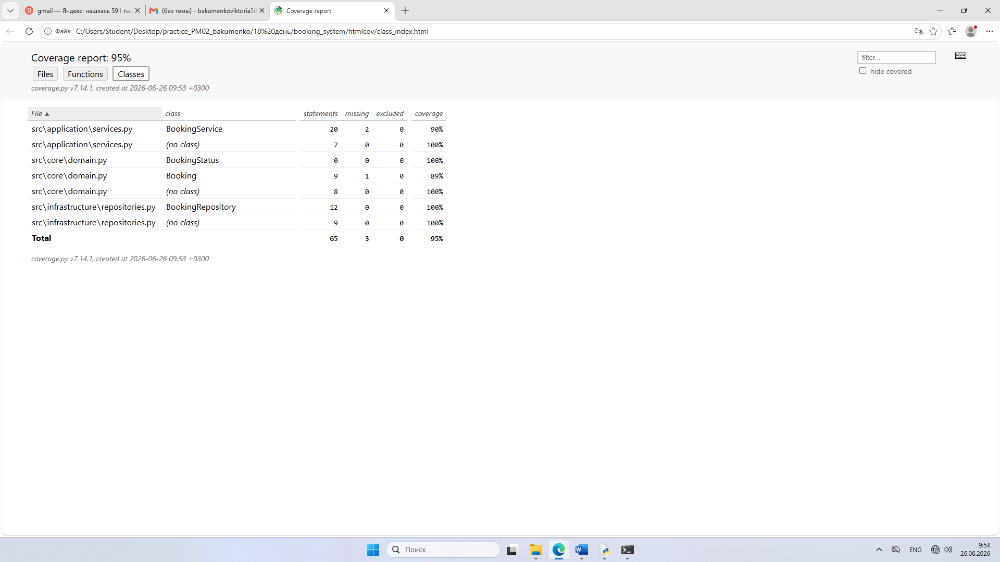 gmail — Яндекс: нашлась 591 тыс
(без темы) - bakumenkoviktoria50
Coverage report
Файл C:/Users/Student/Desktop/practice_PM02_bakumenko/18%20день/booking_system/htmlcov/class_index.html
Coverage report: 95%
filter...
hide covered
Files Functions Classes
coverage.py v7.14.1, created at 2026-06-26 09:53 +0300
File ▲ class statements missing excluded coverage
src\application\services.py BookingService 20 2 0 90%
src\application\services.py (no class) 7 0 0 100%
src\core\domain.py BookingStatus 0 0 0 100%
src\core\domain.py Booking 9 1 0 89%
src\core\domain.py (no class) 8 0 0 100%
src\infrastructure\repositories.py BookingRepository 12 0 0 100%
src\infrastructure\repositories.py (no class) 9 0 0 100%
Total 65 3 0 95%
coverage.py v7.14.1, created at 2026-06-26 09:53 +0300
Поиск
ENG
9:54
26.06.2026